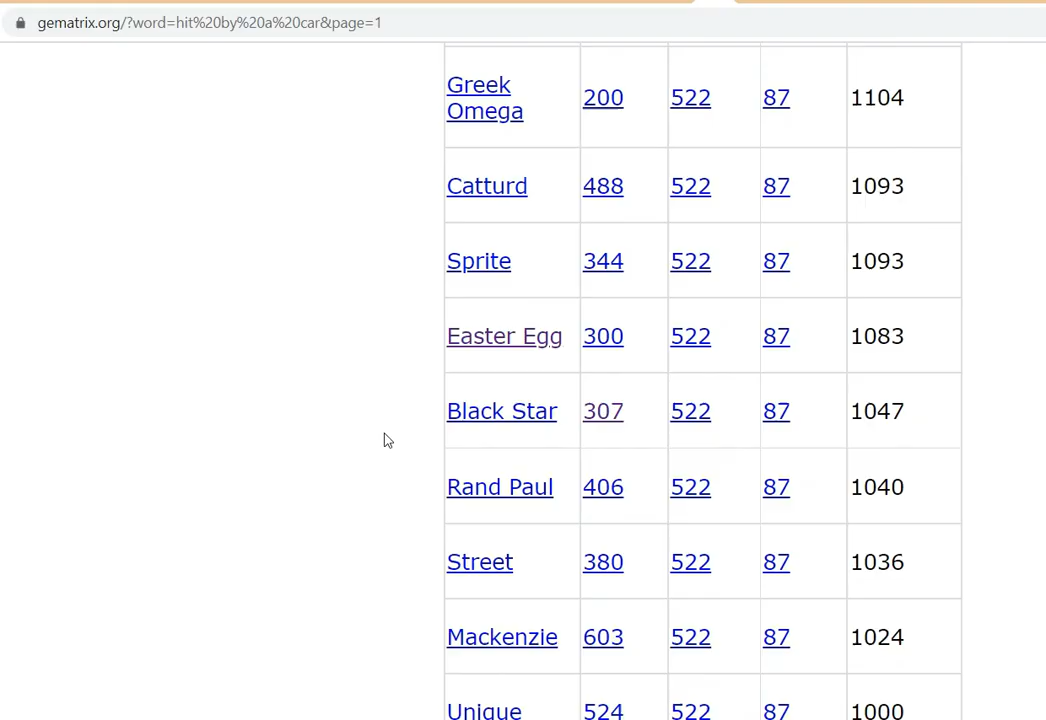 gematrix.org/?word=hit%20by%20a%20car&page=1
Greek
Omega 200 522 87 1104
Catturd 488 522 87 1093
Sprite 344 522 87 1093
Easter Egg 300 522 87 1083
Black Star 307 522 87 1047
Rand Paul 406 522 87 1040
Street 380 522 87 1036
Mackenzie 603 522 87 1024
Unique 524 522 87 1000